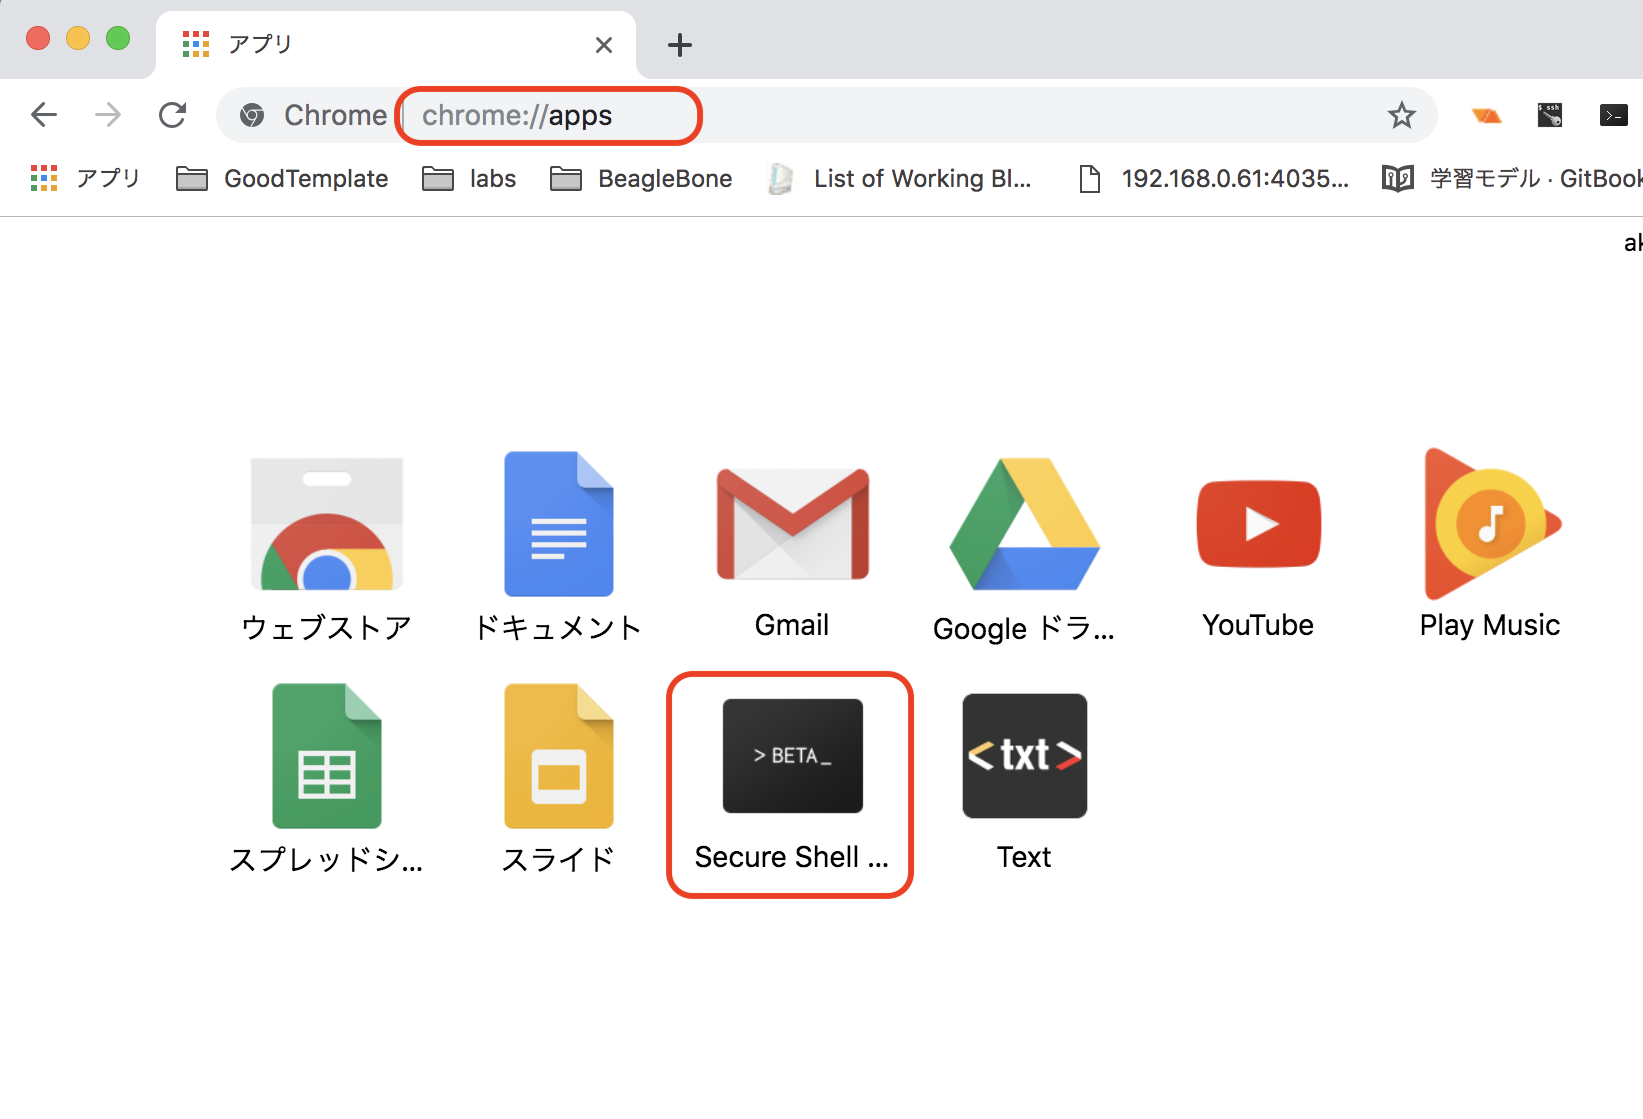 アプリ
Chrome
chrome://apps
$ ssh
>_
アプリ
GoodTemplate
labs
BeagleBone
List of Working Bl...
192.168.0.61:4035...
学習モデル · GitBook
ak
ウェブストア
ドキュメント
Gmail
Google ドラ...
YouTube
Play Music
> BETA_
<txt>
スプレッドシ...
スライド
Secure Shell ...
Text